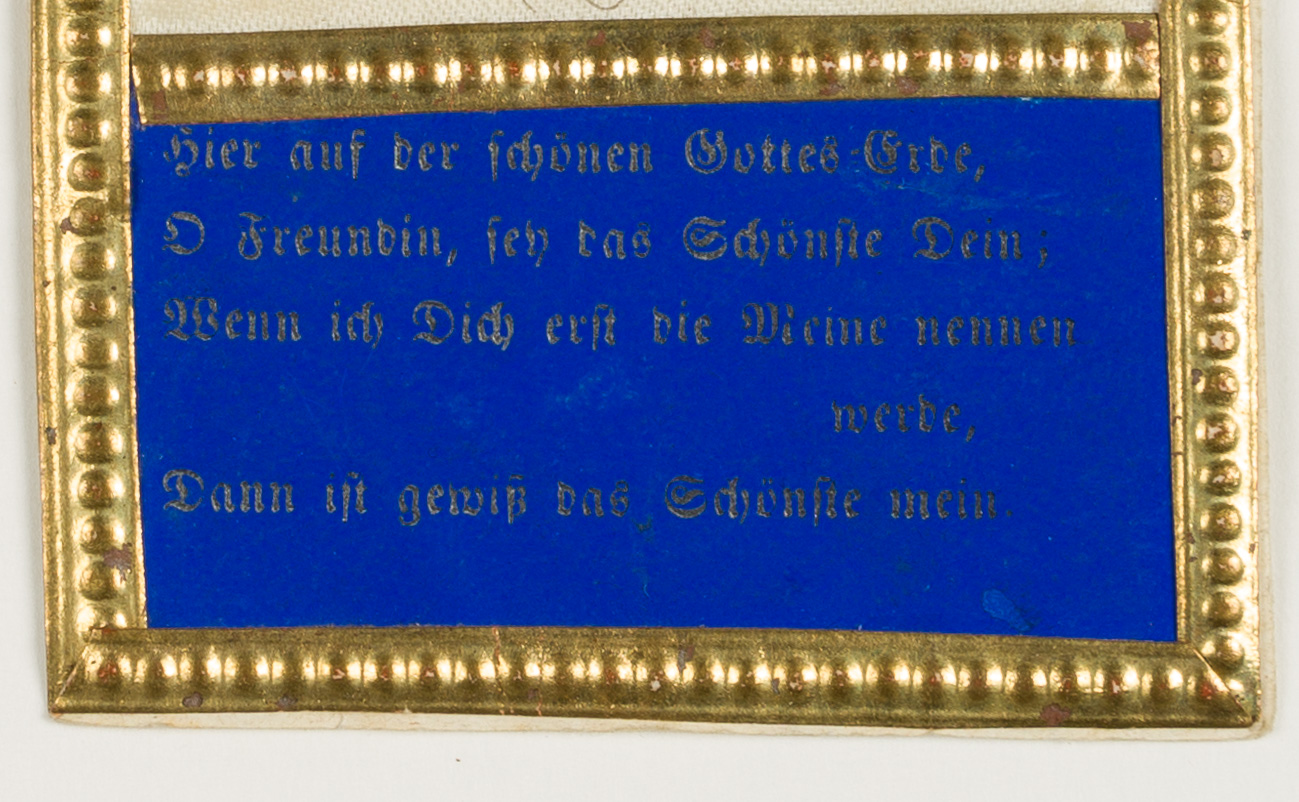 Hier auf der schönen Gottes-Erde,
O Freundin, sey das Schönste Dein;
Wenn ich Dich erst die Meine nennen
werde,
Dann ist gewiß das Schönste mein.